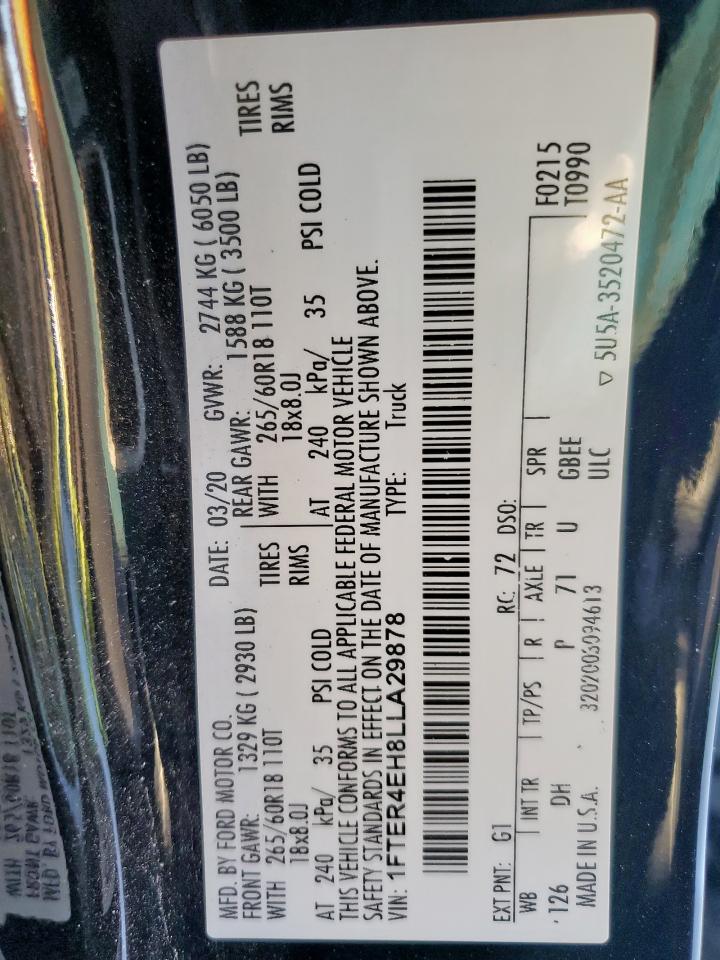 MFD. BY FORD MOTOR CO.
DATE: 03/20 GVWR: 2744 KG ( 6050 LB)
FRONT GAWR: 1329 KG ( 2930 LB) REAR GAWR: 1588 KG ( 3500 LB)
WITH 265/60R18 110T TIRES WITH 265/60R18 110T TIRES
18x8.0J RIMS 18x8.0J RIMS
AT 240 kPa/ 35 PSI COLD AT 240 kPa/ 35 PSI COLD
THIS VEHICLE CONFORMS TO ALL APPLICABLE FEDERAL MOTOR VEHICLE
SAFETY STANDARDS IN EFFECT ON THE DATE OF MANUFACTURE SHOWN ABOVE.
VIN: 1FTER4EH8LLA29878 TYPE: Truck
EXT PNT: G1 RC: 72 DSO:
WB INT TR TP/PS R AXLE TR SPR F0215
126 DH P 71 U GBEE T0990
MADE IN U.S.A. 3202003094613 ULC
5U5A-3520472-AA